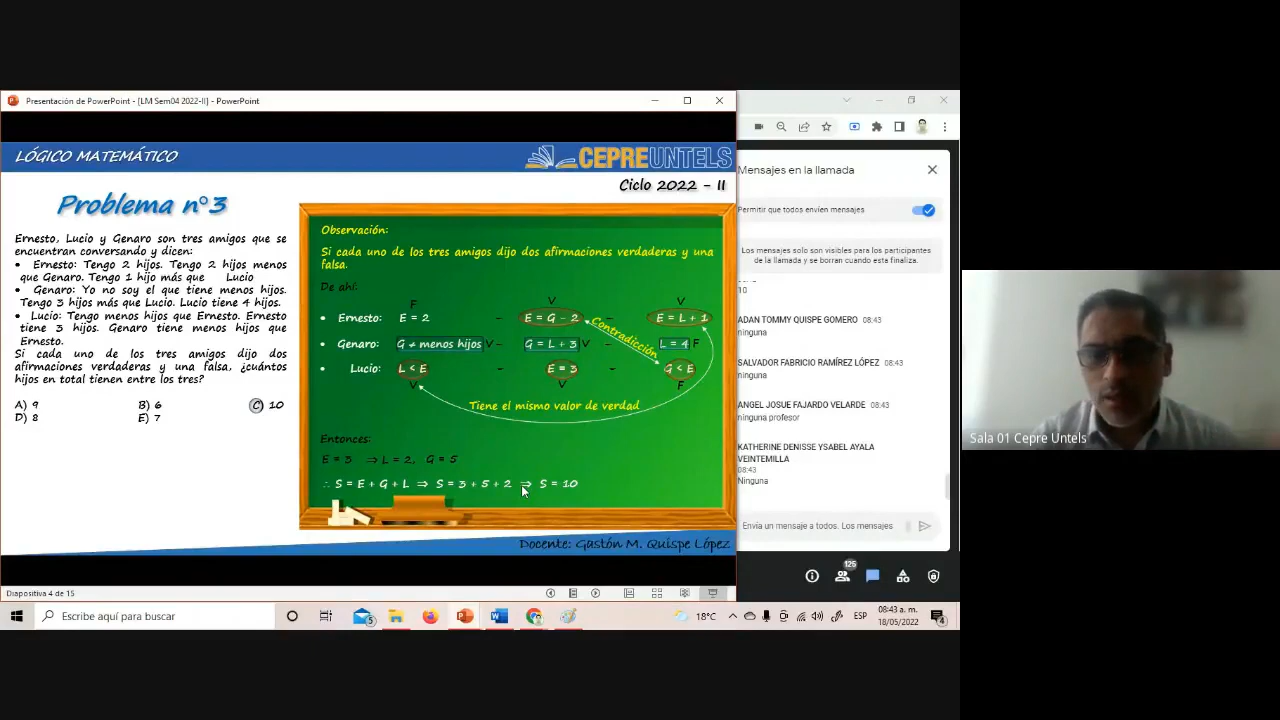 Presentación de PowerPoint - [LM Sem04 2022-II] - PowerPoint
LÓGICO MATEMÁTICO
CEPREUNTELS
Ciclo 2022 - II
Problema n°3
Ernesto, Lucio y Genaro son tres amigos que se
encuentran conversando y dicen:
• Ernesto: Tengo 2 hijos. Tengo 2 hijos menos
que Genaro. Tengo 1 hijo más que Lucio
• Genaro: Yo no soy el que tiene menos hijos.
Tengo 3 hijos más que Lucio. Lucio tiene 4 hijos.
• Lucio: Tengo menos hijos que Ernesto. Ernesto
tiene 3 hijos. Genaro tiene menos hijos que
Ernesto.
Si cada uno de los tres amigos dijo dos
afirmaciones verdaderas y una falsa, ¿cuántos
hijos en total tienen entre los tres?
A) 9 B) 6 C) 10
D) 8 E) 7
Observación:
Si cada uno de los tres amigos dijo dos afirmaciones verdaderas y una
falsa.
De ahí:
F V V
• Ernesto: E = 2 - E = G - 2 - E = L + 1
Contradicción
• Genaro: G ≠ menos hijos V - G = L + 3 V - L = 4 F
• Lucio: L < E - E = 3 - G < E
V V F
Tiene el mismo valor de verdad
Entonces:
E = 3 ⇒ L = 2, G = 5
∴ S = E + G + L ⇒ S = 3 + 5 + 2 ⇒ S = 10
Docente: Gastón M. Quispe López
Diapositiva 4 de 15
Mensajes en la llamada
Permitir que todos envíen mensajes
Los mensajes solo son visibles para los participantes
de la llamada y se borran cuando esta finaliza.
10
ADAN TOMMY QUISPE GOMERO 08:43
ninguna
SALVADOR FABRICIO RAMÍREZ LÓPEZ 08:43
ninguna
ANGEL JOSUE FAJARDO VELARDE 08:43
ninguna profesor
KATHERINE DENISSE YSABEL AYALA
VEINTEMILLA
08:43
Ninguna
Envía un mensaje a todos. Los mensajes
125
Sala 01 Cepre Untels
Escribe aquí para buscar
5
18°C
ESP
08:43 a. m.
18/05/2022
4